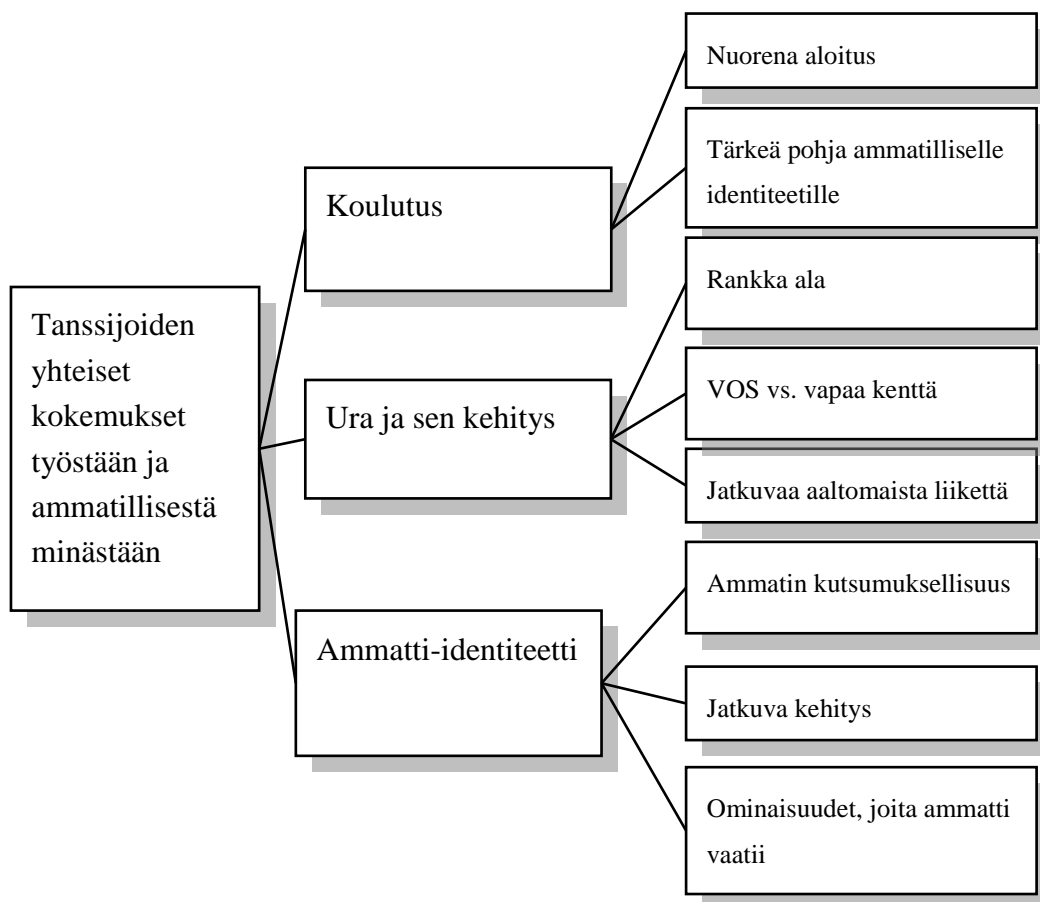 Tanssijoiden
yhteiset
kokemukset
työstään ja
ammatillisesta
minästään
Koulutus
Nuorena aloitus
Tärkeä pohja ammatilliselle
identiteetille
Ura ja sen kehitys
Rankka ala
VOS vs. vapaa kenttä
Jatkuvaa aaltomaista liikettä
Ammatti-identiteetti
Ammatin kutsumuksellisuus
Jatkuva kehitys
Ominaisuudet, joita ammatti
vaatii